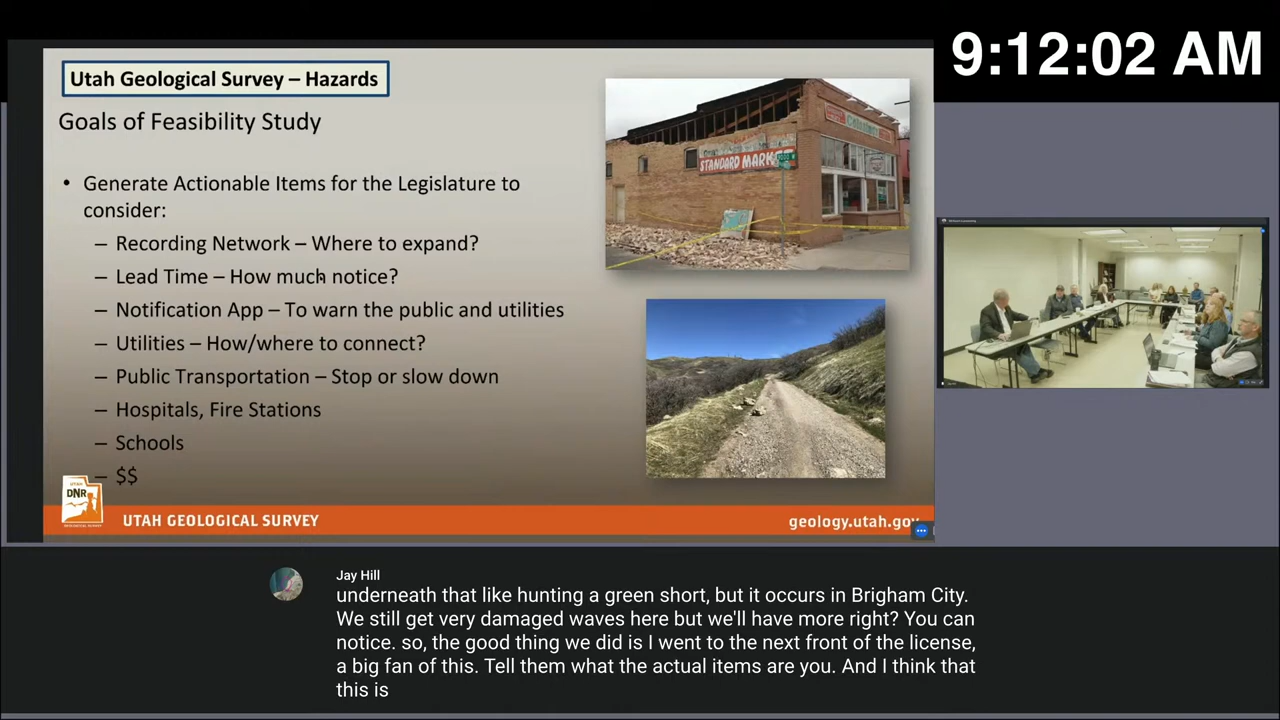 9:12:02 AM
Utah Geological Survey – Hazards
Goals of Feasibility Study
• Generate Actionable Items for the Legislature to
consider:
– Recording Network – Where to expand?
– Lead Time – How much notice?
– Notification App – To warn the public and utilities
– Utilities – How/where to connect?
– Public Transportation – Stop or slow down
– Hospitals, Fire Stations
– Schools
– $$
STANDARD MARKET
UTAH
DNR
UTAH GEOLOGICAL SURVEY
geology.utah.gov
Jay Hill
underneath that like hunting a green short, but it occurs in Brigham City.
We still get very damaged waves here but we'll have more right? You can
notice. so, the good thing we did is I went to the next front of the license,
a big fan of this. Tell them what the actual items are you. And I think that
this is